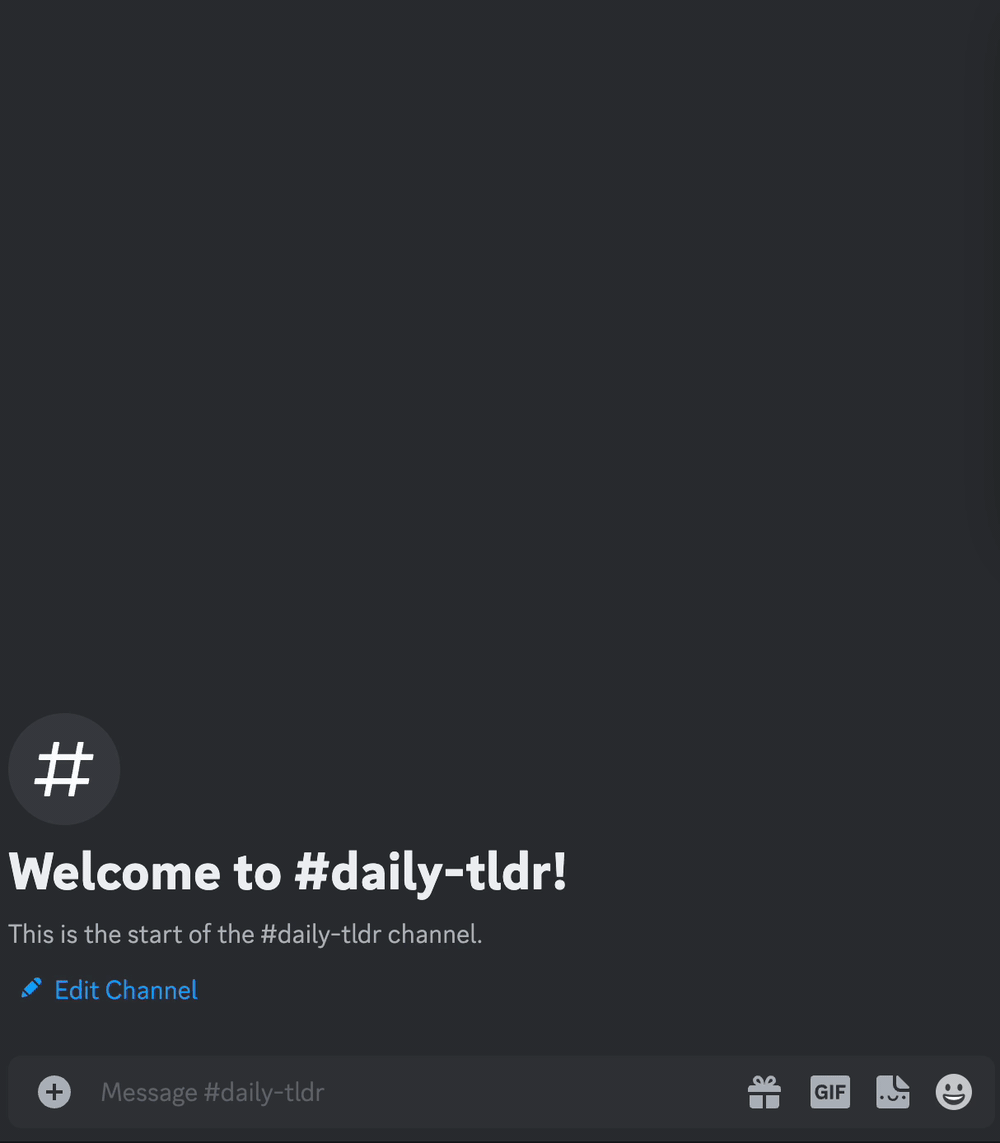 #
Welcome to #daily-tldr!
This is the start of the #daily-tldr channel.
Edit Channel
Message #daily-tldr
GIF